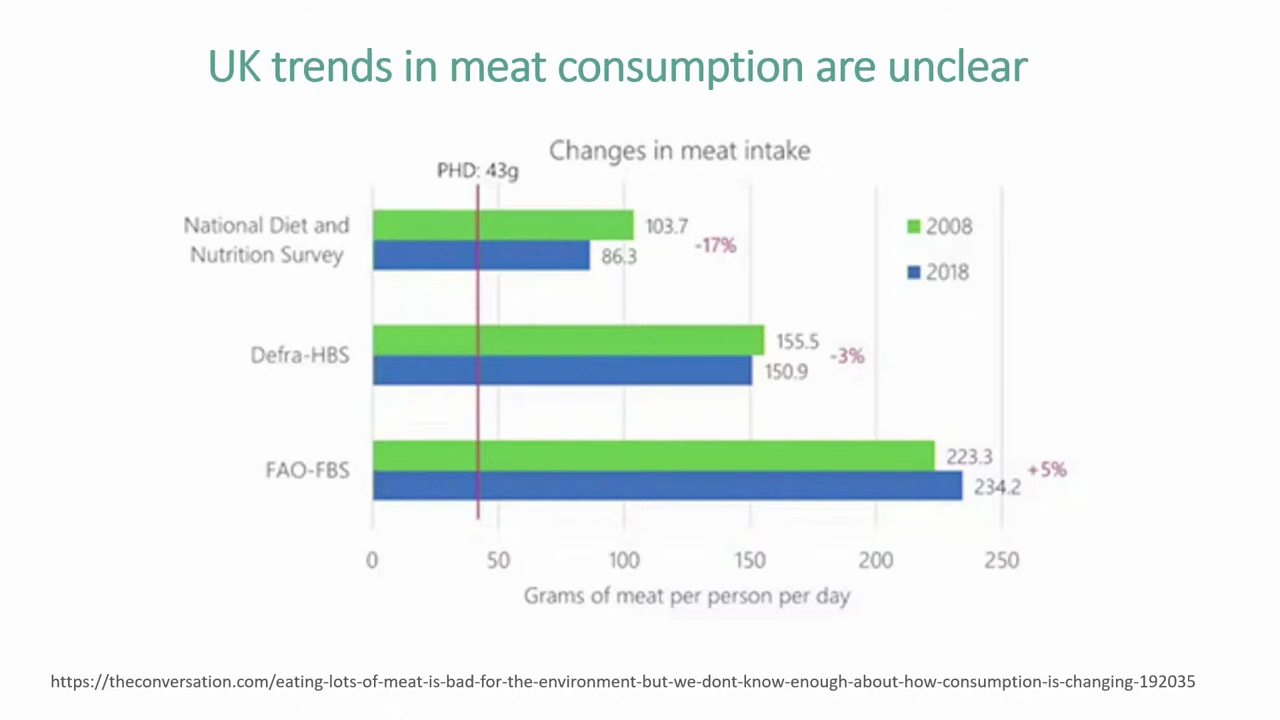 UK trends in meat consumption are unclear
Changes in meat intake
PHD: 43g
National Diet and
Nutrition Survey
103.7
86.3
-17%
2008
2018
Defra-HBS
155.5
150.9
-3%
FAO-FBS
223.3
234.2
+5%
0 50 100 150 200 250
Grams of meat per person per day
https://theconversation.com/eating-lots-of-meat-is-bad-for-the-environment-but-we-dont-know-enough-about-how-consumption-is-changing-192035